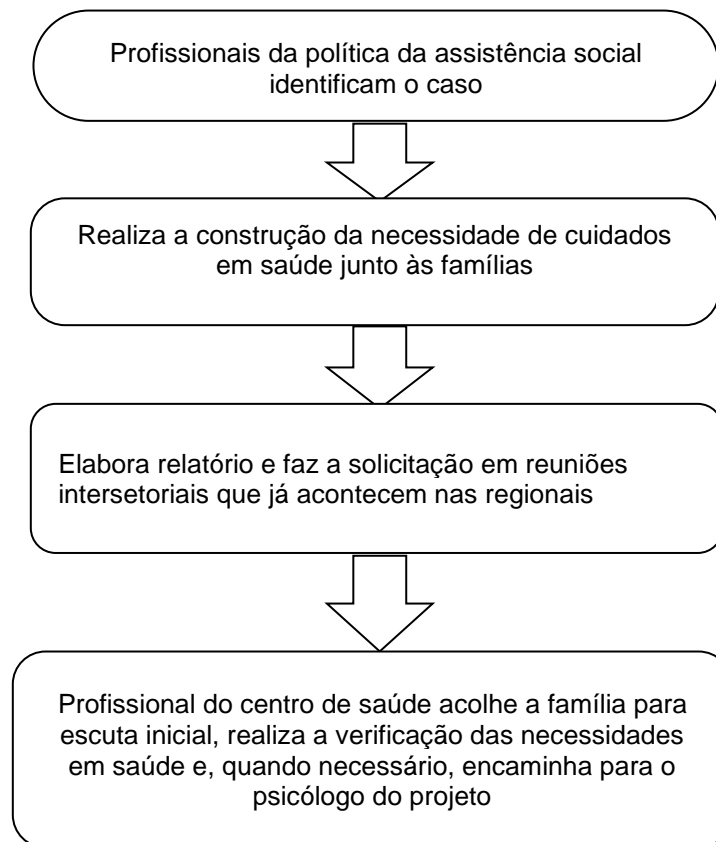 Profissionais da política da assistência social
identificam o caso
Realiza a construção da necessidade de cuidados
em saúde junto às famílias
Elabora relatório e faz a solicitação em reuniões
intersetoriais que já acontecem nas regionais
Profissional do centro de saúde acolhe a família para
escuta inicial, realiza a verificação das necessidades
em saúde e, quando necessário, encaminha para o
psicólogo do projeto